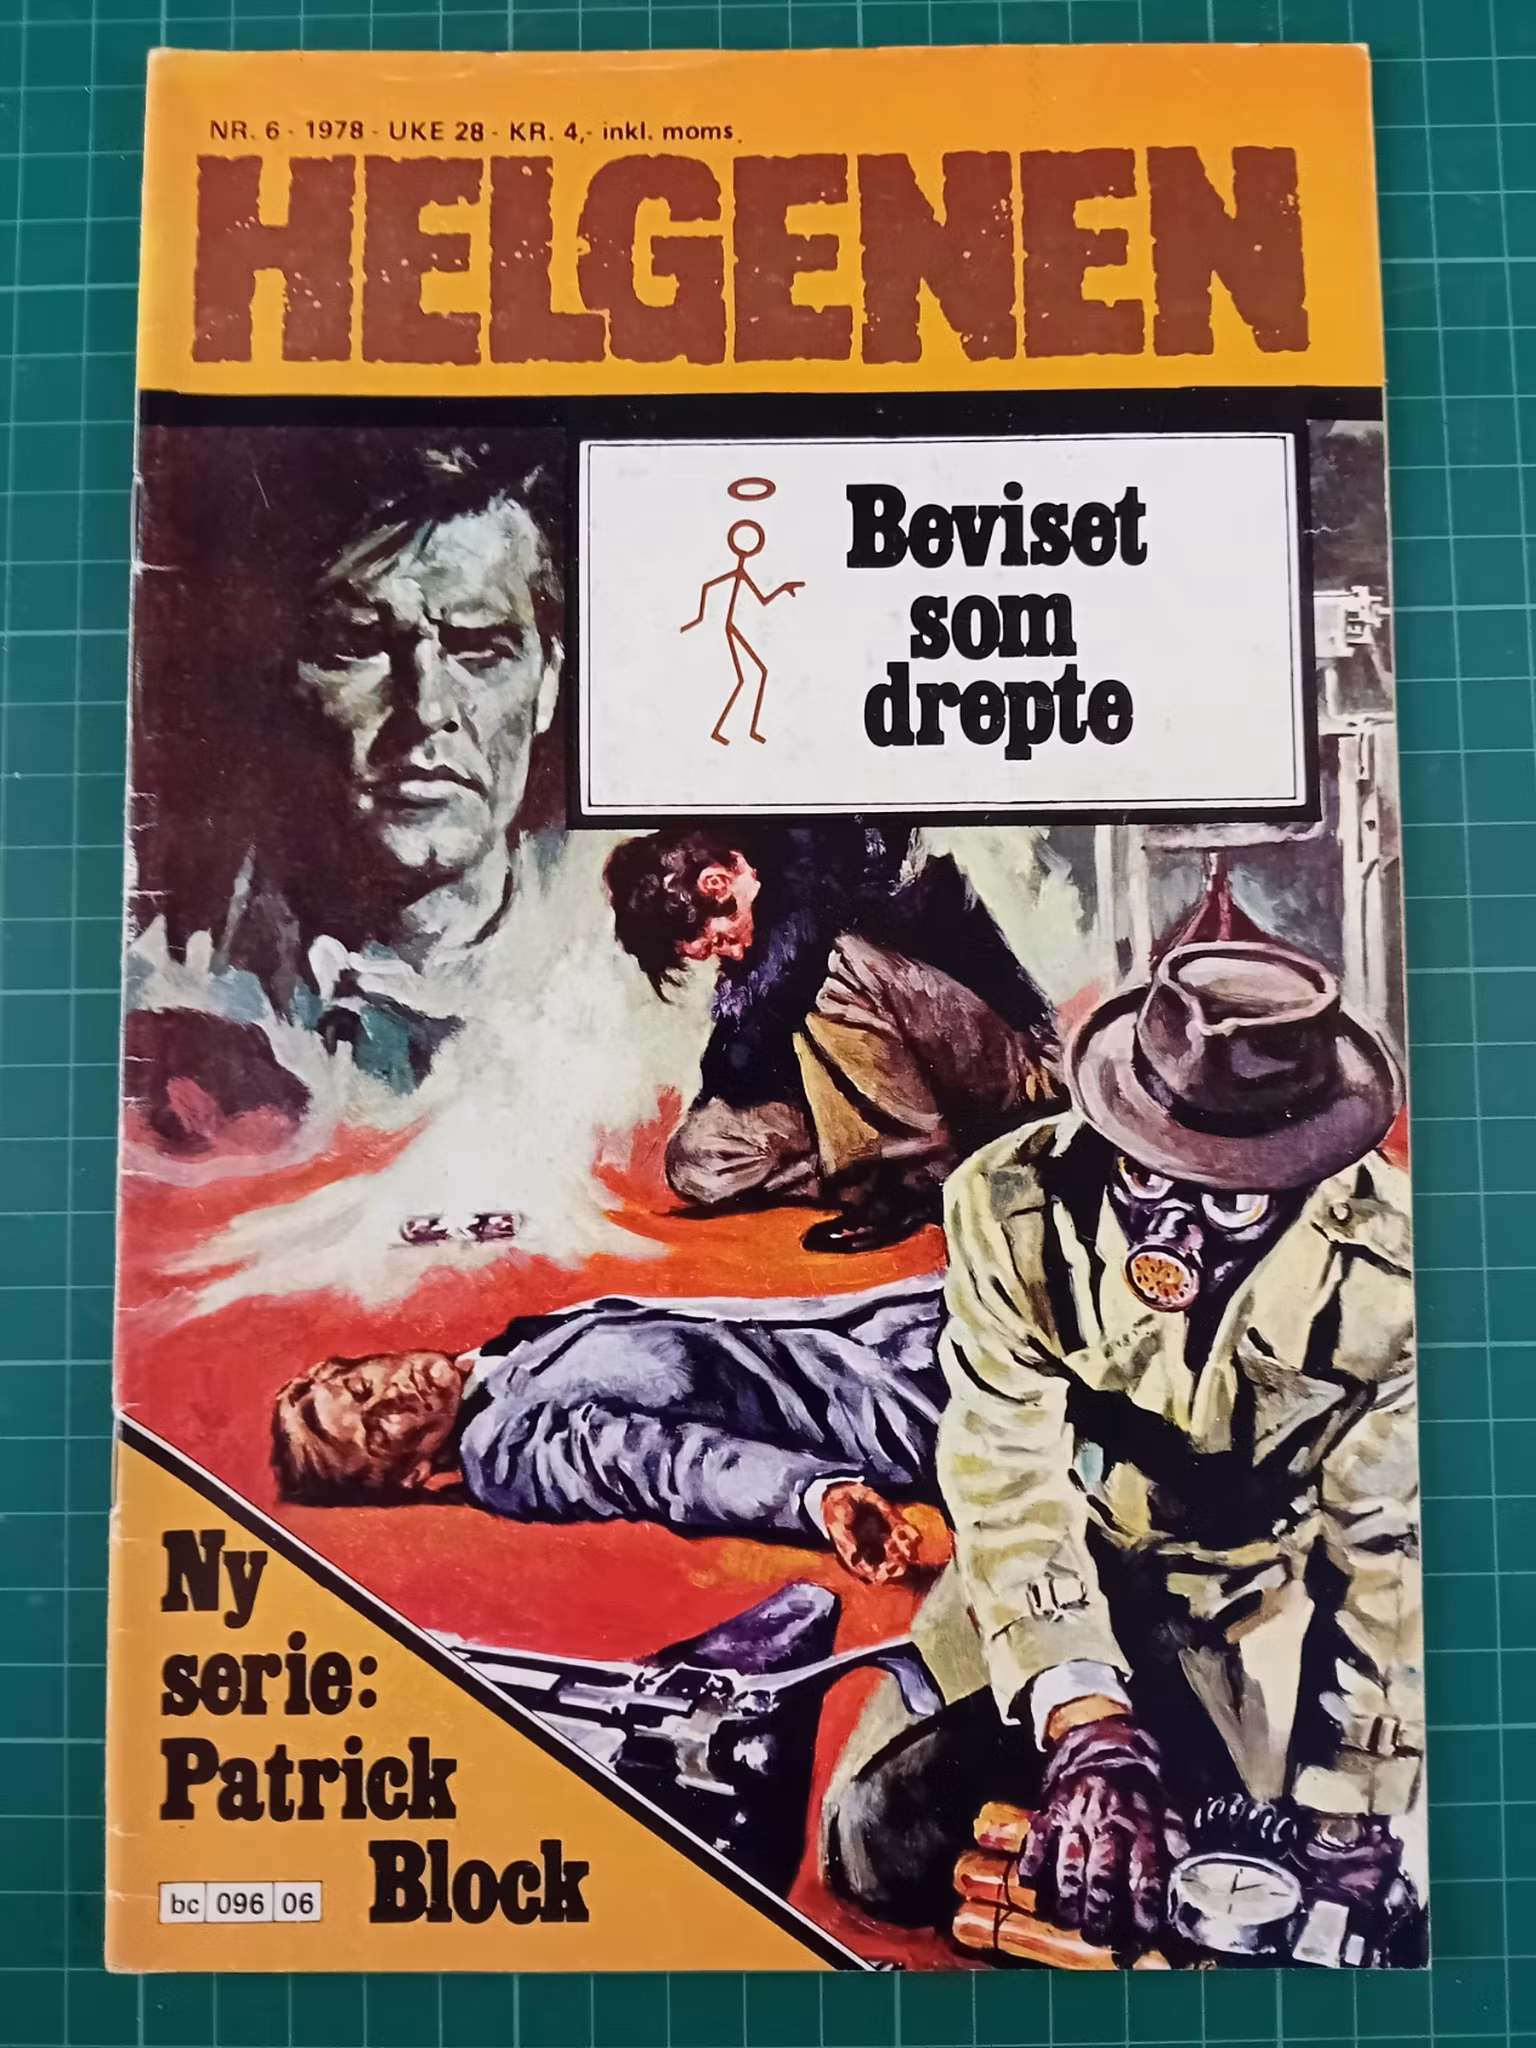 NR. 6 - 1978 - UKE 28 - KR. 4,- inkl. moms.
HELGENEN
Beviset
som
drepte
Ny
serie:
Patrick
Block
bc 096 06